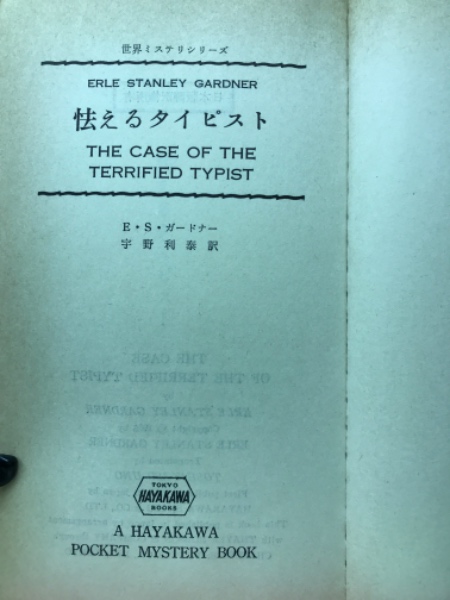 世界ミステリシリーズ
ERLE STANLEY GARDNER
怯えるタイピスト
THE CASE OF THE
TERRIFIED TYPIST
E・S・ガードナー
宇野利泰訳
TOKYO
HAYAKAWA
BOOKS
A HAYAKAWA
POCKET MYSTERY BOOK